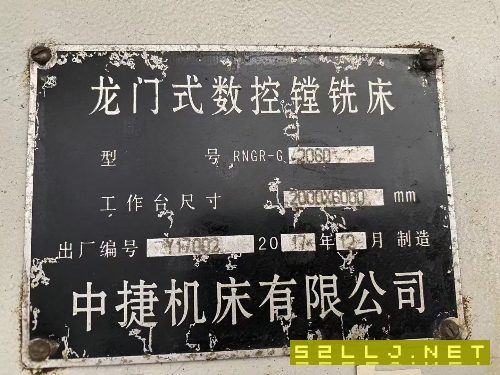 龙门式数控镗铣床
型 号 RNGR-G 2060
工作台尺寸 2000X6000 mm
出厂编号 Y17002 2017年12月制造
中捷机床有限公司
52LLJ.NET